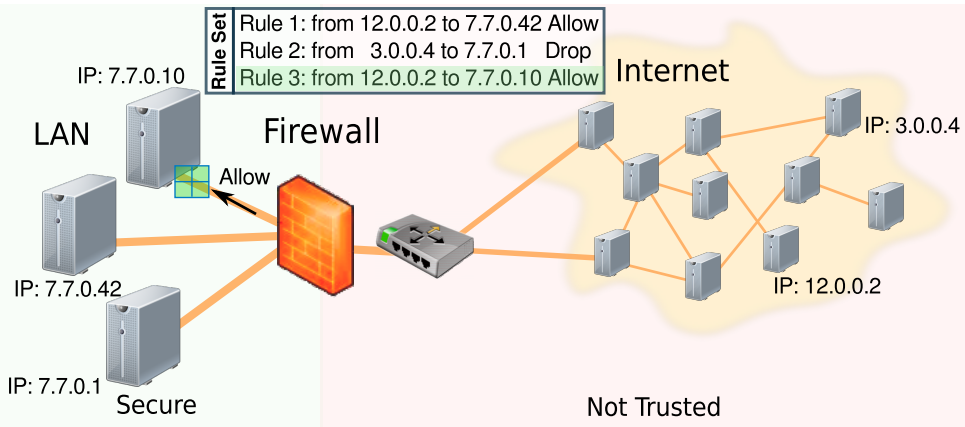 Rule Set
Rule 1: from 12.0.0.2 to 7.7.0.42 Allow
Rule 2: from 3.0.0.4 to 7.7.0.1 Drop
Rule 3: from 12.0.0.2 to 7.7.0.10 Allow
IP: 7.7.0.10
Internet
LAN
Firewall
IP: 3.0.0.4
Allow
IP: 7.7.0.42
IP: 12.0.0.2
IP: 7.7.0.1
Secure
Not Trusted